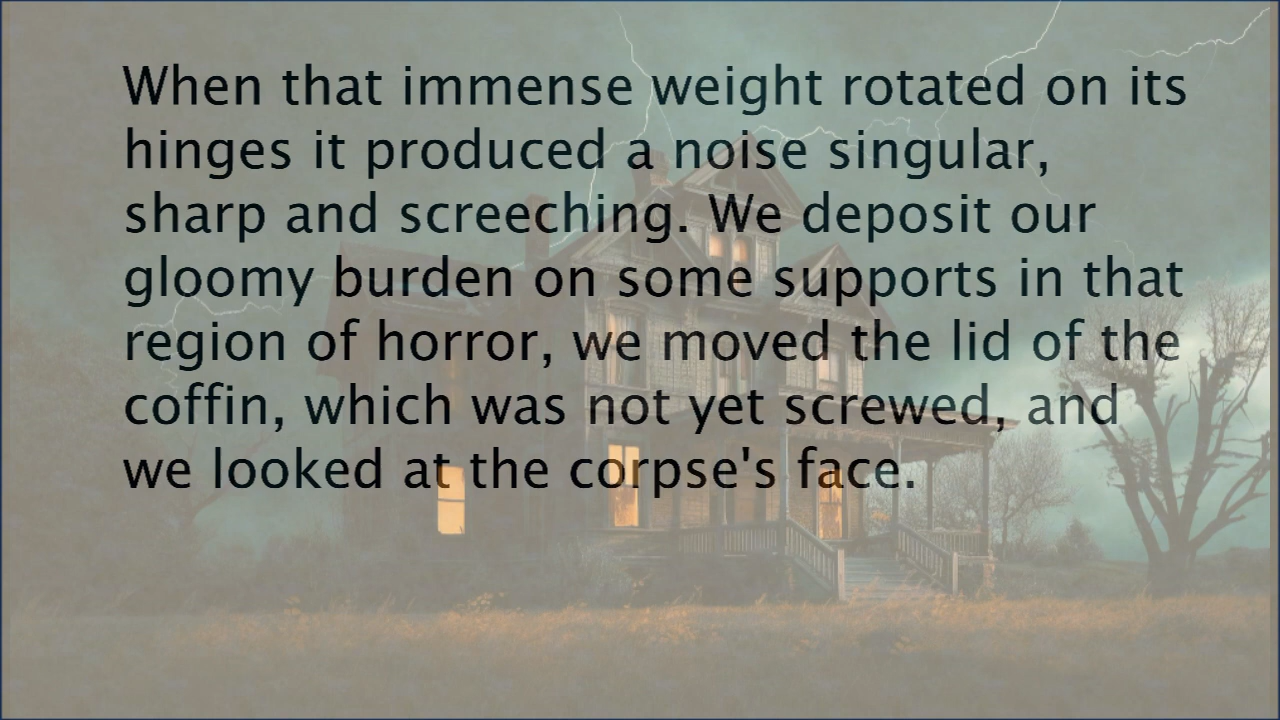 When that immense weight rotated on its
hinges it produced a noise singular,
sharp and screeching. We deposit our
gloomy burden on some supports in that
region of horror, we moved the lid of the
coffin, which was not yet screwed, and
we looked at the corpse's face.